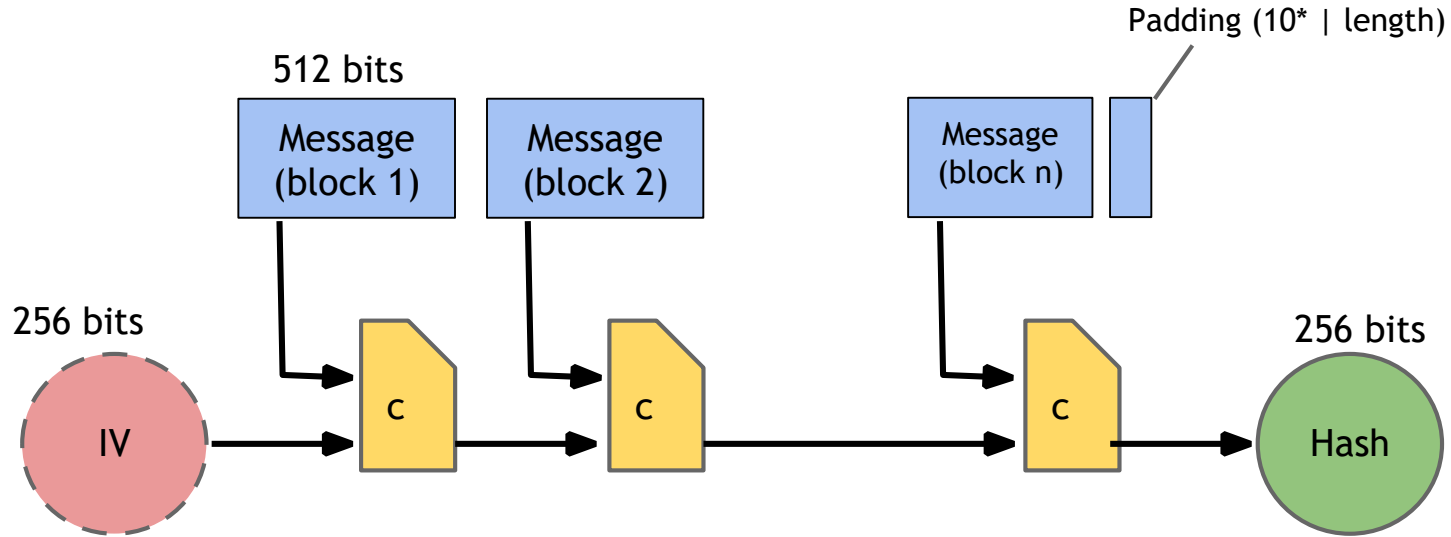 Padding (10* | length)
512 bits
Message
(block 1)
Message
(block 2)
Message
(block n)
256 bits
256 bits
IV
c
c
c
Hash